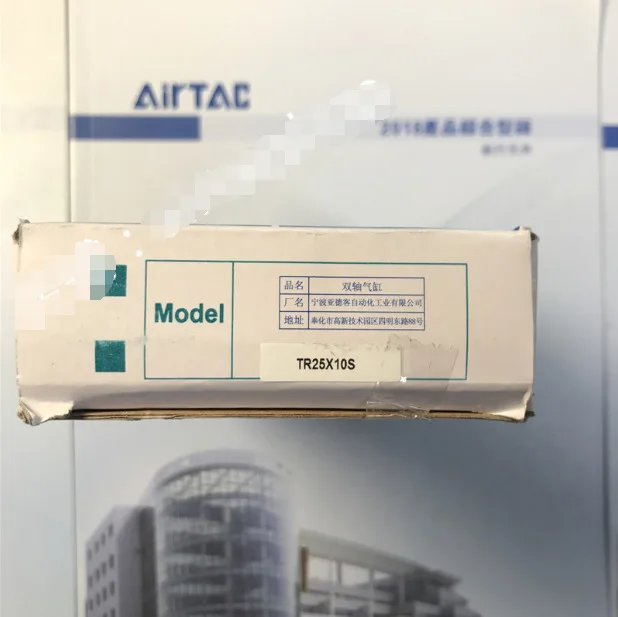 AirTAC
2016產品綜合型錄
Model
品名 双轴气缸
厂名 宁波亚德客自动化工业有限公司
地址 奉化市高新技术园区四明东路88号
TR25X10S